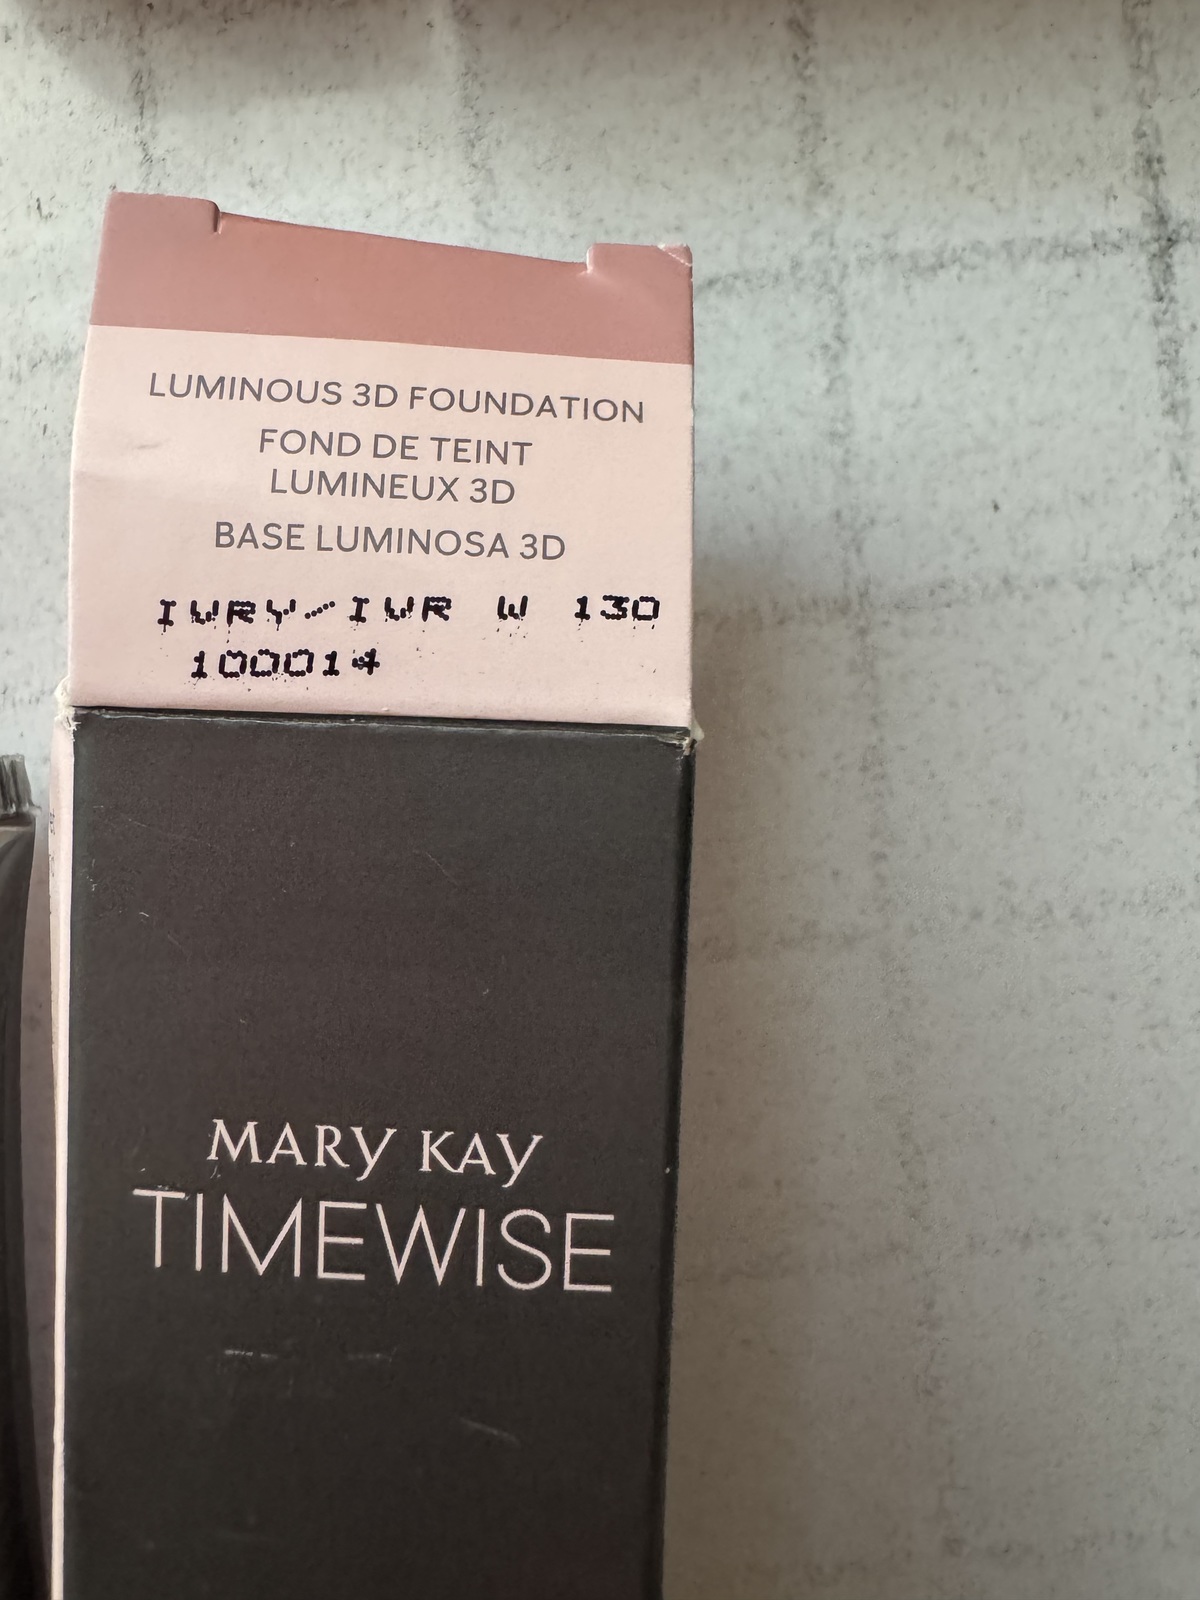 LUMINOUS 3D FOUNDATION
FOND DE TEINT
LUMINEUX 3D
BASE LUMINOSA 3D
IVRY/IVR W 130
100014
MARY KAY
TIMEWISE